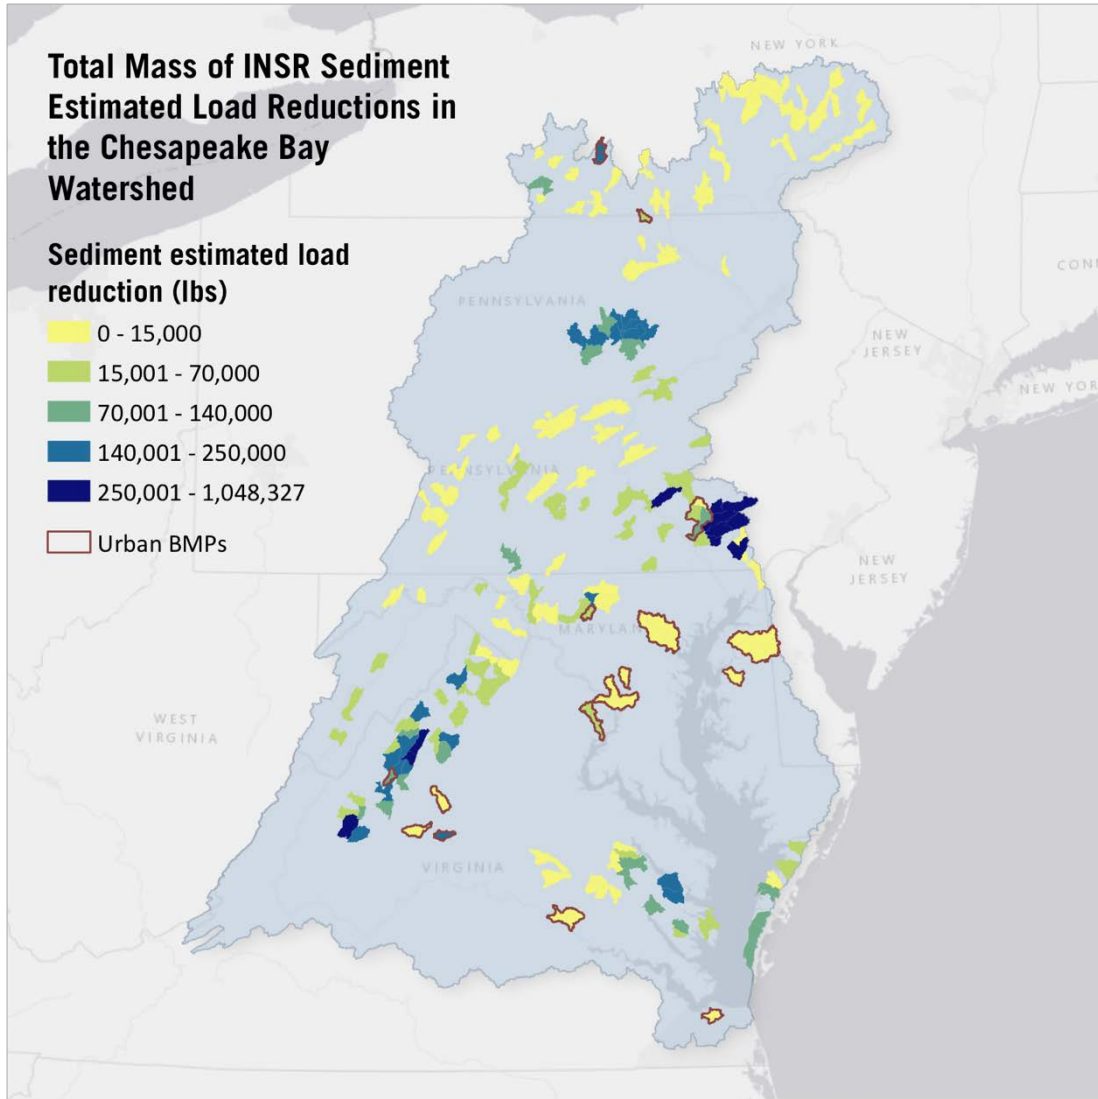 Total Mass of INSR Sediment
Estimated Load Reductions in
the Chesapeake Bay
Watershed
Sediment estimated load
reduction (lbs)
0 - 15,000
15,001 - 70,000
70,001 - 140,000
140,001 - 250,000
250,001 - 1,048,327
Urban BMPs
NEW YORK
CON
PENNSYLVANIA
NEW
JERSEY
NEW YOR
PENNSYLVANIA
NEW
JERSEY
MARYLAN
WEST
VIRGINIA
VIRGINIA